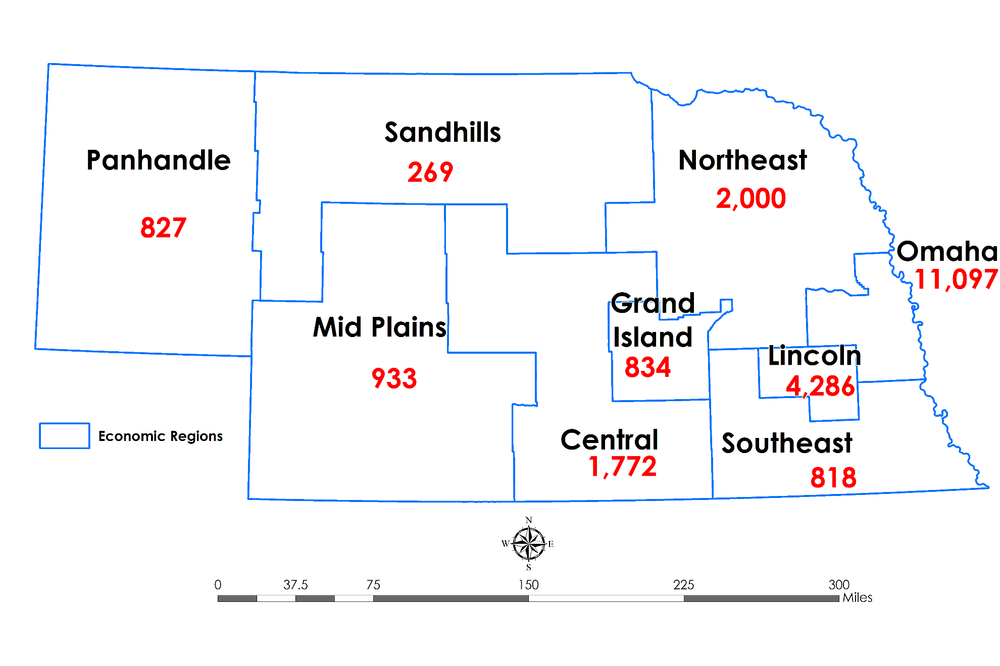 Sandhills
269
Panhandle
827
Northeast
2,000
Omaha
11,097
Grand
Island
834
Mid Plains
933
Lincoln
4,286
Central
1,772
Southeast
818
Economic Regions
N
W E
S
0 37.5 75 150 225 300
Miles